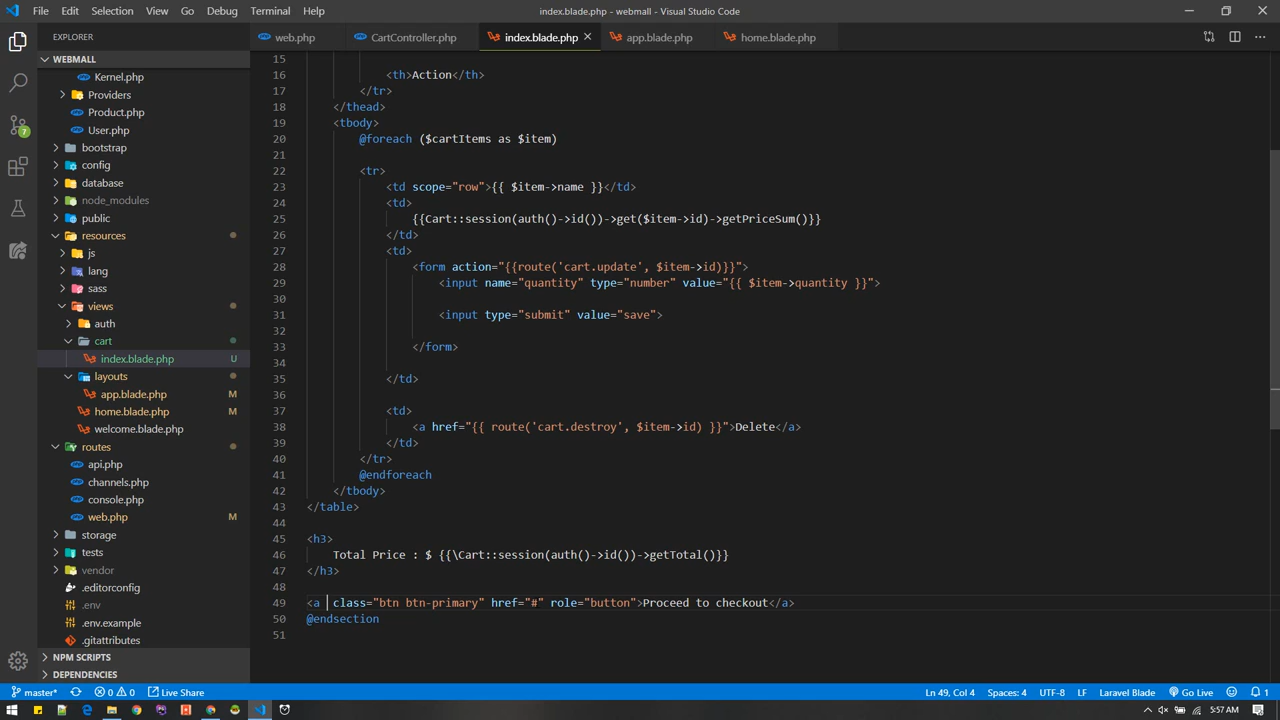 File Edit Selection View Go Debug Terminal Help
index.blade.php - webmall - Visual Studio Code
EXPLORER
web.php
CartController.php
index.blade.php
app.blade.php
home.blade.php
WEBMALL
Kernel.php
Providers
Product.php
User.php
bootstrap
config
database
node_modules
public
resources
js
lang
sass
views
auth
cart
index.blade.php U
layouts
app.blade.php M
home.blade.php M
welcome.blade.php
routes
api.php
channels.php
console.php
web.php M
storage
tests
vendor
.editorconfig
.env
.env.example
.gitattributes
NPM SCRIPTS
DEPENDENCIES
7
15
16 <th>Action</th>
17 </tr>
18 </thead>
19 <tbody>
20 @foreach ($cartItems as $item)
21
22 <tr>
23 <td scope="row">{{ $item->name }}</td>
24 <td>
25 {{Cart::session(auth()->id())->get($item->id)->getPriceSum()}}
26 </td>
27 <td>
28 <form action="{{route('cart.update', $item->id)}}">
29 <input name="quantity" type="number" value="{{ $item->quantity }}">
30
31 <input type="submit" value="save">
32
33 </form>
34
35 </td>
36
37 <td>
38 <a href="{{ route('cart.destroy', $item->id) }}">Delete</a>
39 </td>
40 </tr>
41 @endforeach
42 </tbody>
43 </table>
44
45 <h3>
46 Total Price : $ {{\Cart::session(auth()->id())->getTotal()}}
47 </h3>
48
49 <a  class="btn btn-primary" href="#" role="button">Proceed to checkout</a>
50 @endsection
51
master* 0 0 Live Share
Ln 49, Col 4 Spaces: 4 UTF-8 LF Laravel Blade Go Live 1
5:57 AM